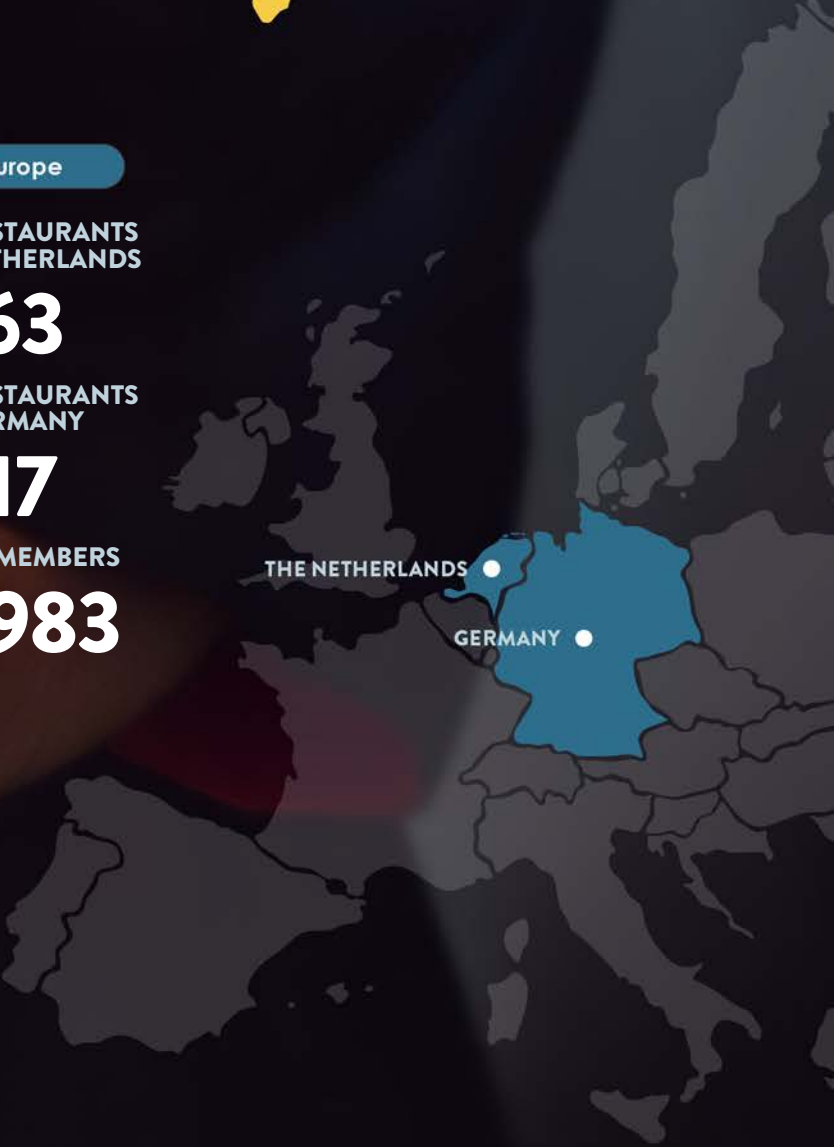 urope
STAURANTS
THERLANDS
63
STAURANTS
RMANY
17
MEMBERS
983
THE NETHERLANDS
GERMANY